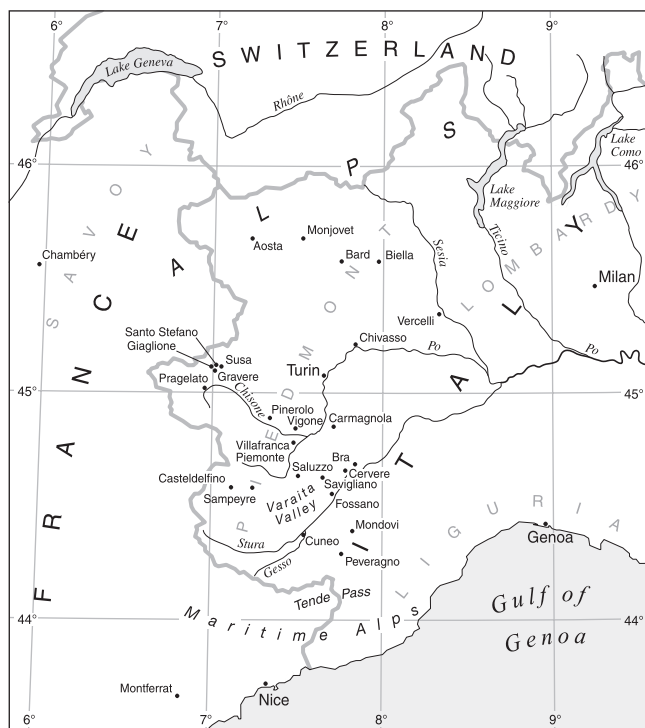 6°
7°
8°
9°
SWITZERLAND
Lake Geneva
Rhône
46°
46°
ALPS
Lake
Como
Lake
Maggiore
SAVOY
FRANCE
ITALY
LOMBARDY
PIEDMONT
LIGURIA
Chambéry
Aosta
Monjovet
Bard
Biella
Sesia
Ticino
Milan
Vercelli
Santo Stefano
Giaglione
Susa
Gravere
Pragelato
Chivasso
Po
Po
Turin
45°
45°
Chisone
Pinerolo
Vigone
Carmagnola
Villafranca
Piemonte
Saluzzo
Bra
Cervere
Savigliano
Casteldelfino
Sampeyre
Varaita
Valley
Fossano
Mondovi
Stura
Cuneo
Gesso
Peveragno
Genoa
Tende Pass
Maritime Alps
Gulf of
Genoa
44°
44°
Montferrat
Nice
6°
7°
8°
9°